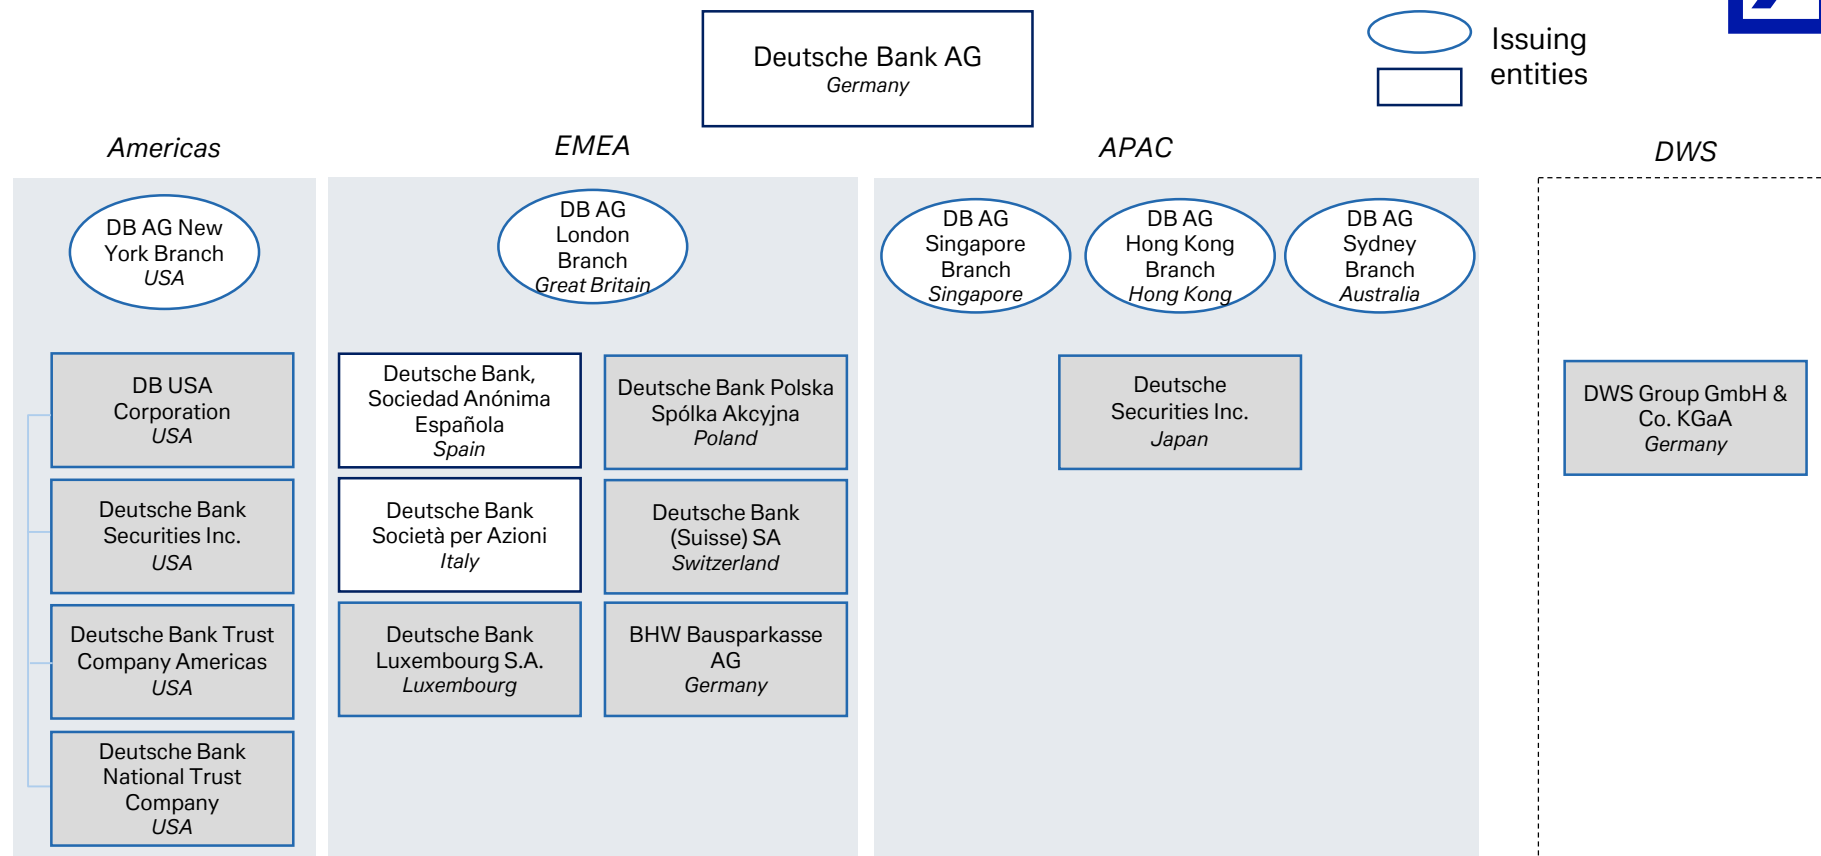 Deutsche Bank AG
Germany
Issuing
entities
Americas
EMEA
APAC
DWS
DB AG New
York Branch
USA
DB AG
London
Branch
Great Britain
DB AG
Singapore
Branch
Singapore
DB AG
Hong Kong
Branch
Hong Kong
DB AG
Sydney
Branch
Australia
DB USA
Corporation
USA
Deutsche Bank
Securities Inc.
USA
Deutsche Bank Trust
Company Americas
USA
Deutsche Bank
National Trust
Company
USA
Deutsche Bank,
Sociedad Anónima
Española
Spain
Deutsche Bank Polska
Spólka Akcyjna
Poland
Deutsche Bank
Società per Azioni
Italy
Deutsche Bank
(Suisse) SA
Switzerland
Deutsche Bank
Luxembourg S.A.
Luxembourg
BHW Bausparkasse
AG
Germany
Deutsche
Securities Inc.
Japan
DWS Group GmbH &
Co. KGaA
Germany